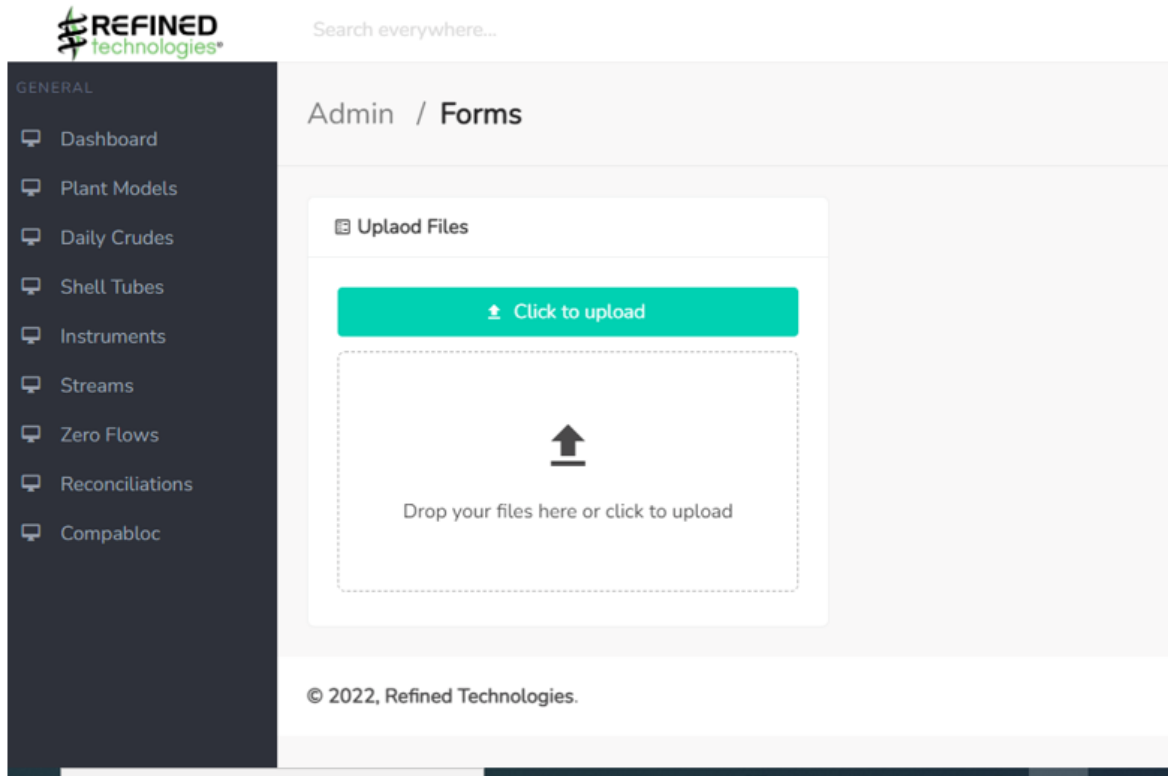 REFINED
technologies®
Search everywhere...
GENERAL
Dashboard
Plant Models
Daily Crudes
Shell Tubes
Instruments
Streams
Zero Flows
Reconciliations
Compabloc
Admin / Forms
Uplaod Files
Click to upload
Drop your files here or click to upload
© 2022, Refined Technologies.